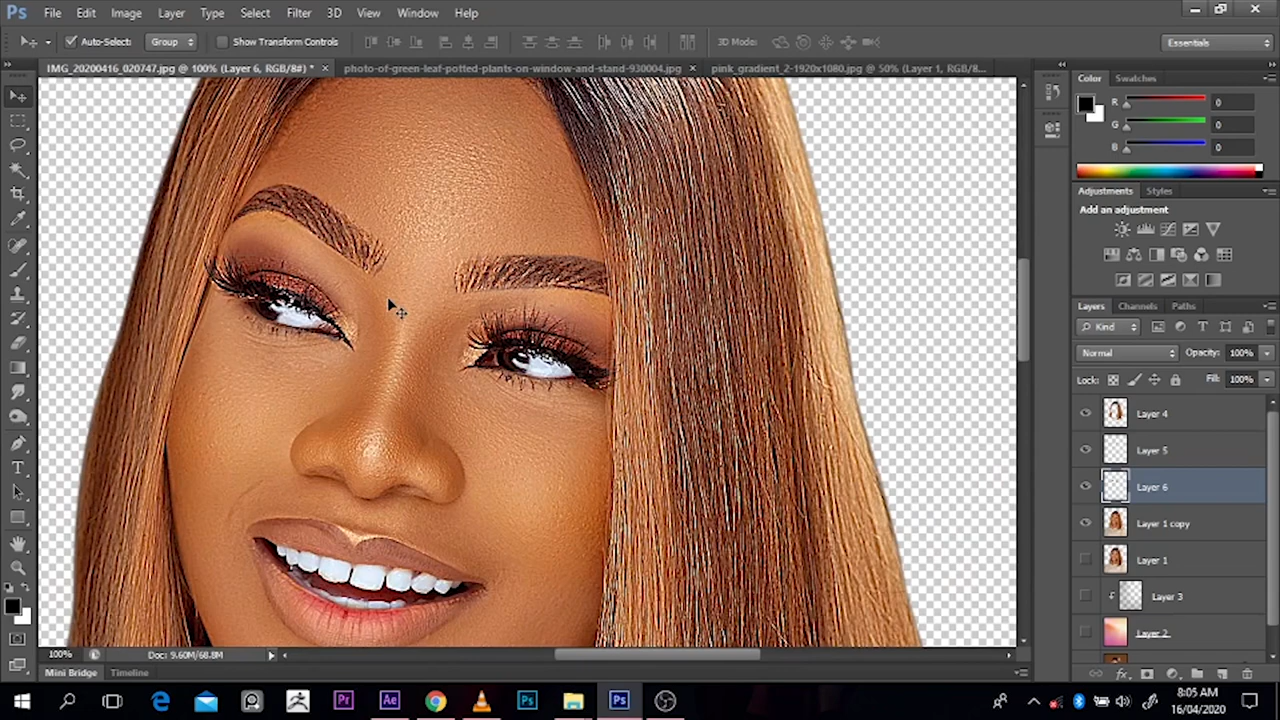 Ps File Edit Image Layer Type Select Filter 3D View Window Help
Auto-Select: Group Show Transform Controls 3D Mode: Essentials
IMG_20200416_020747.jpg @ 100% (Layer 6, RGB/8#) * × photo-of-green-leaf-potted-plants-on-window-and-stand-930004.jpg × pink_gradient_2-1920x1080.jpg @ 50% (Layer 1, RGB/8...
Color Swatches
R 0
G 0
B 0
Adjustments Styles
Add an adjustment
Layers Channels Paths
Kind
Normal Opacity: 100%
Lock: Fill: 100%
Layer 4
Layer 5
Layer 6
Layer 1 copy
Layer 1
Layer 3
Layer 2
100% Doc: 9.60M/68.8M
Mini Bridge Timeline
Pr Ae Ps Ps
8:05 AM
16/04/2020